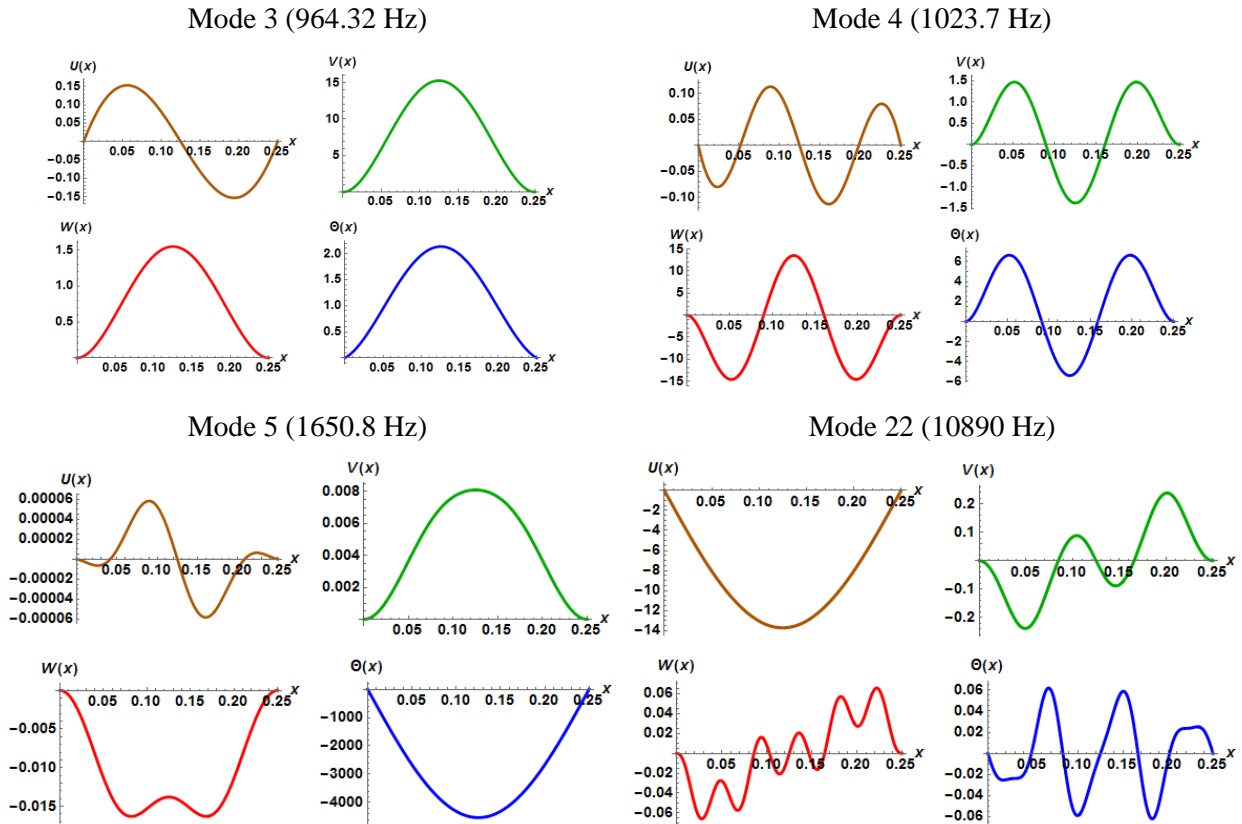 Mode 3 (964.32 Hz)
Mode 4 (1023.7 Hz)
U(x)
0.15
0.10
0.05
-0.05
-0.10
-0.15
0.05 0.10 0.15 0.20 0.25 x
V(x)
15
10
5
0.05 0.10 0.15 0.20 0.25 x
U(x)
0.10
0.05
-0.05
-0.10
0.05 0.10 0.15 0.20 0.25 x
V(x)
1.5
1.0
0.5
-0.5
-1.0
-1.5
0.05 0.10 0.15 0.20 0.25 x
W(x)
1.5
1.0
0.5
0.05 0.10 0.15 0.20 0.25 x
Θ(x)
2.0
1.5
1.0
0.5
0.05 0.10 0.15 0.20 0.25 x
W(x)
15
10
5
-5
-10
-15
0.05 0.10 0.15 0.20 0.25 x
Θ(x)
6
4
2
-2
-4
-6
0.05 0.10 0.15 0.20 0.25 x
Mode 5 (1650.8 Hz)
Mode 22 (10890 Hz)
U(x)
0.00006
0.00004
0.00002
-0.00002
-0.00004
-0.00006
0.05 0.10 0.15 0.20 0.25 x
V(x)
0.008
0.006
0.004
0.002
0.05 0.10 0.15 0.20 0.25 x
U(x)
-2
-4
-6
-8
-10
-12
-14
0.05 0.10 0.15 0.20 0.25 x
V(x)
0.2
0.1
-0.1
-0.2
0.05 0.10 0.15 0.20 0.25 x
W(x)
-0.005
-0.010
-0.015
0.05 0.10 0.15 0.20 0.25 x
Θ(x)
-1000
-2000
-3000
-4000
0.05 0.10 0.15 0.20 0.25 x
W(x)
0.06
0.04
0.02
-0.02
-0.04
-0.06
0.05 0.10 0.15 0.20 0.25 x
Θ(x)
0.06
0.04
0.02
-0.02
-0.04
-0.06
0.05 0.10 0.15 0.20 0.25 x